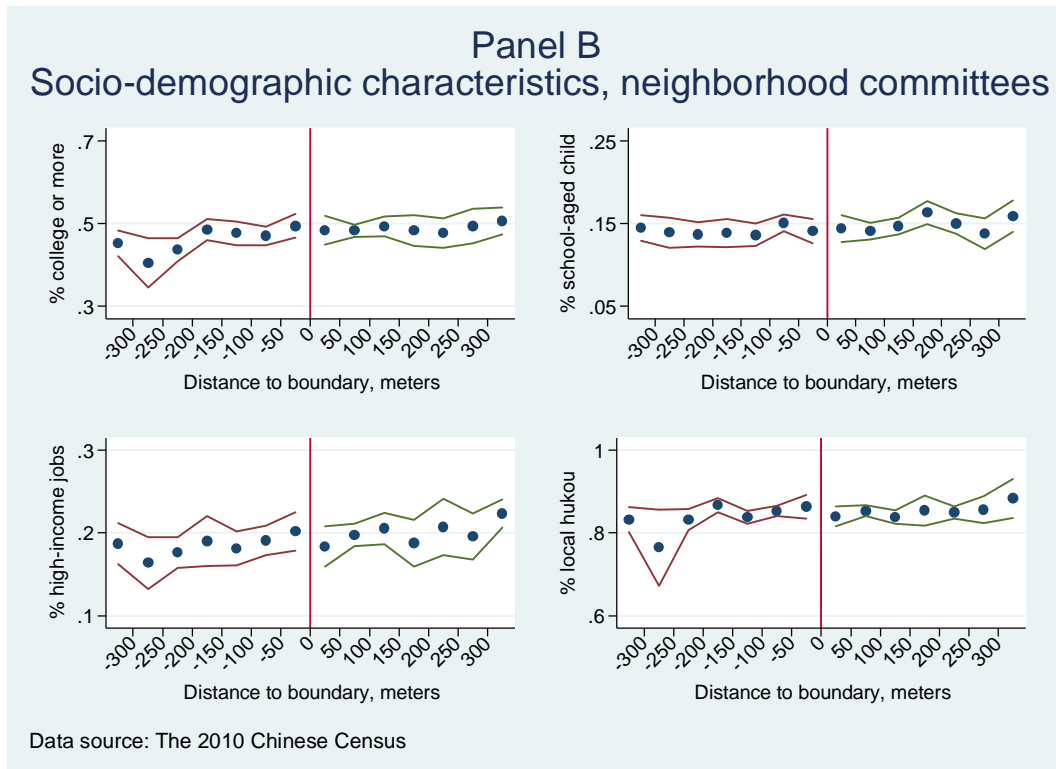 Panel B
Socio-demographic characteristics, neighborhood committees
% college or more
.7
.5
.3
-300 -250 -200 -150 -100 -50 0 50 100 150 200 250 300
Distance to boundary, meters
% school-aged child
.25
.15
.05
-300 -250 -200 -150 -100 -50 0 50 100 150 200 250 300
Distance to boundary, meters
% high-income jobs
.3
.2
.1
-300 -250 -200 -150 -100 -50 0 50 100 150 200 250 300
Distance to boundary, meters
% local hukou
1
.8
.6
-300 -250 -200 -150 -100 -50 0 50 100 150 200 250 300
Distance to boundary, meters
Data source: The 2010 Chinese Census